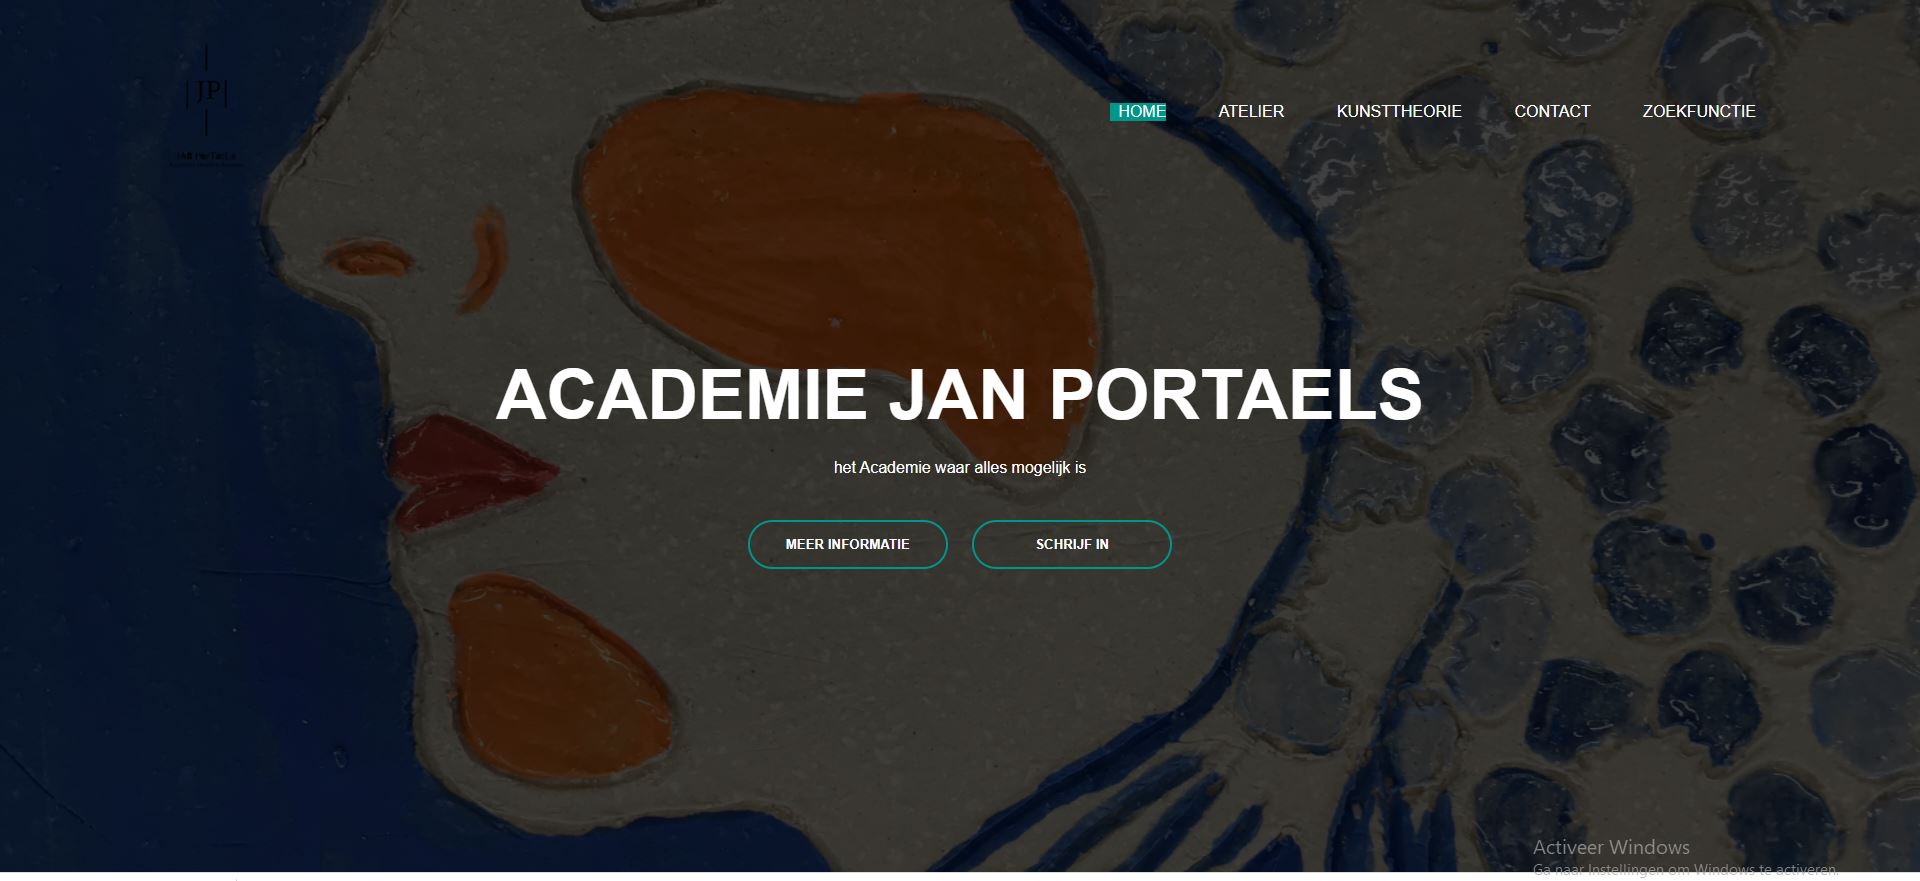 JP
HOME ATELIER KUNSTTHEORIE CONTACT ZOEKFUNCTIE
ACADEMIE JAN PORTAELS
het Academie waar alles mogelijk is
MEER INFORMATIE SCHRIJF IN
Activeer Windows
Ga naar Instellingen om Windows te activeren.